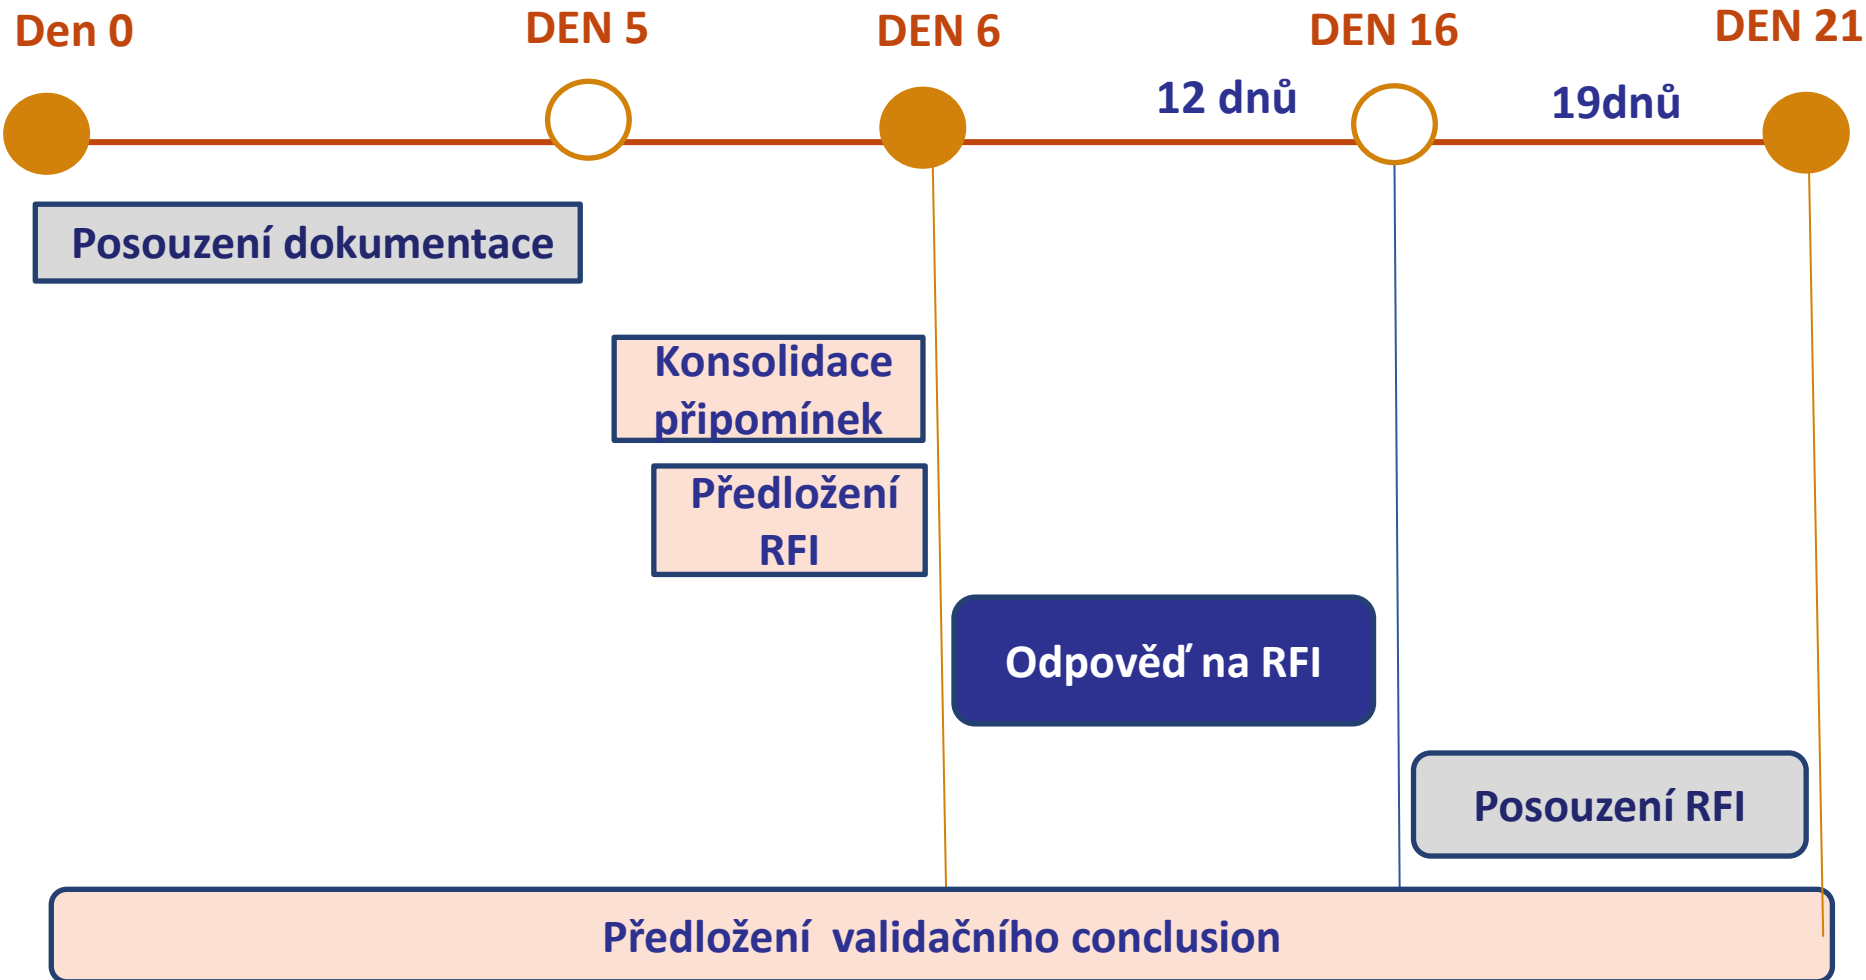 Den 0
DEN 5
DEN 6
DEN 16
DEN 21
12 dnů
19dnů
Posouzení dokumentace
Konsolidace
připomínek
Předložení
RFI
Odpověď na RFI
Posouzení RFI
Předložení  validačního conclusion